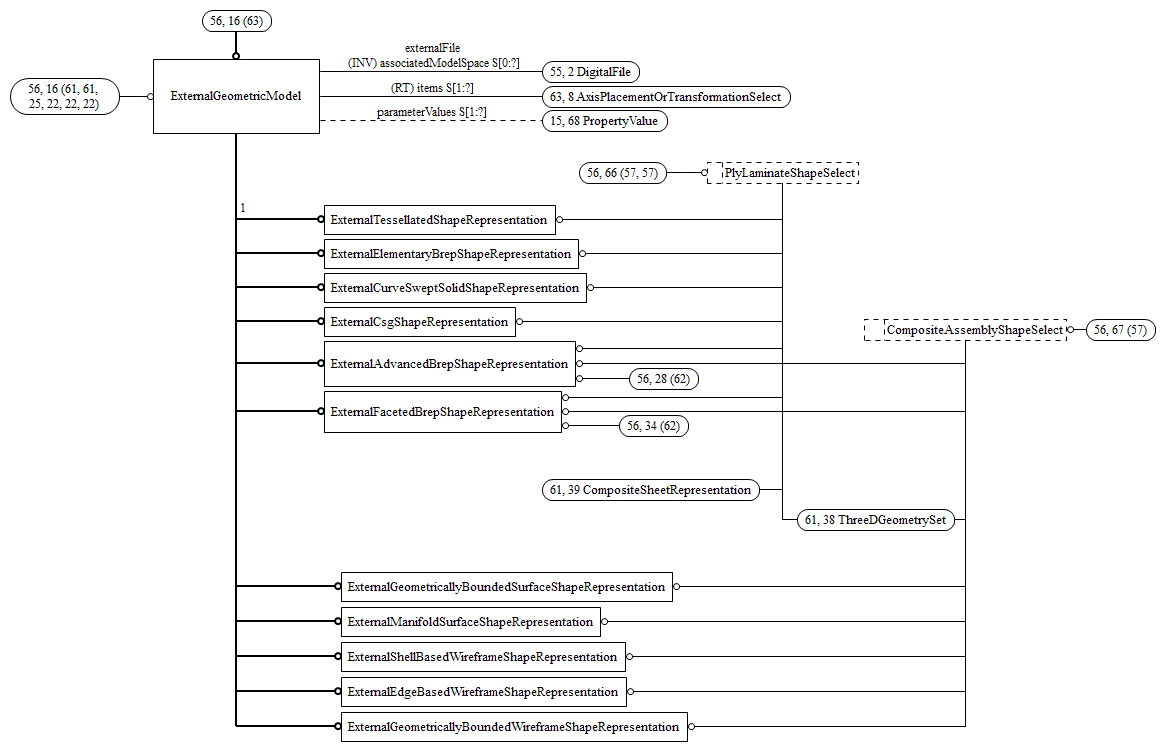 56, 16 (63)
externalFile
(INV) associatedModelSpace S[0:?]
55, 2 DigitalFile
56, 16 (61, 61,
25, 22, 22, 22)
ExternalGeometricModel
(RT) items S[1:?]
63, 8 AxisPlacementOrTransformationSelect
parameterValues S[1:?]
15, 68 PropertyValue
56, 66 (57, 57)
PlyLaminateShapeSelect
1
ExternalTessellatedShapeRepresentation
ExternalElementaryBrepShapeRepresentation
ExternalCurveSweptSolidShapeRepresentation
ExternalCsgShapeRepresentation
CompositeAssemblyShapeSelect
56, 67 (57)
ExternalAdvancedBrepShapeRepresentation
56, 28 (62)
ExternalFacetedBrepShapeRepresentation
56, 34 (62)
61, 39 CompositeSheetRepresentation
61, 38 ThreeDGeometrySet
ExternalGeometricallyBoundedSurfaceShapeRepresentation
ExternalManifoldSurfaceShapeRepresentation
ExternalShellBasedWireframeShapeRepresentation
ExternalEdgeBasedWireframeShapeRepresentation
ExternalGeometricallyBoundedWireframeShapeRepresentation